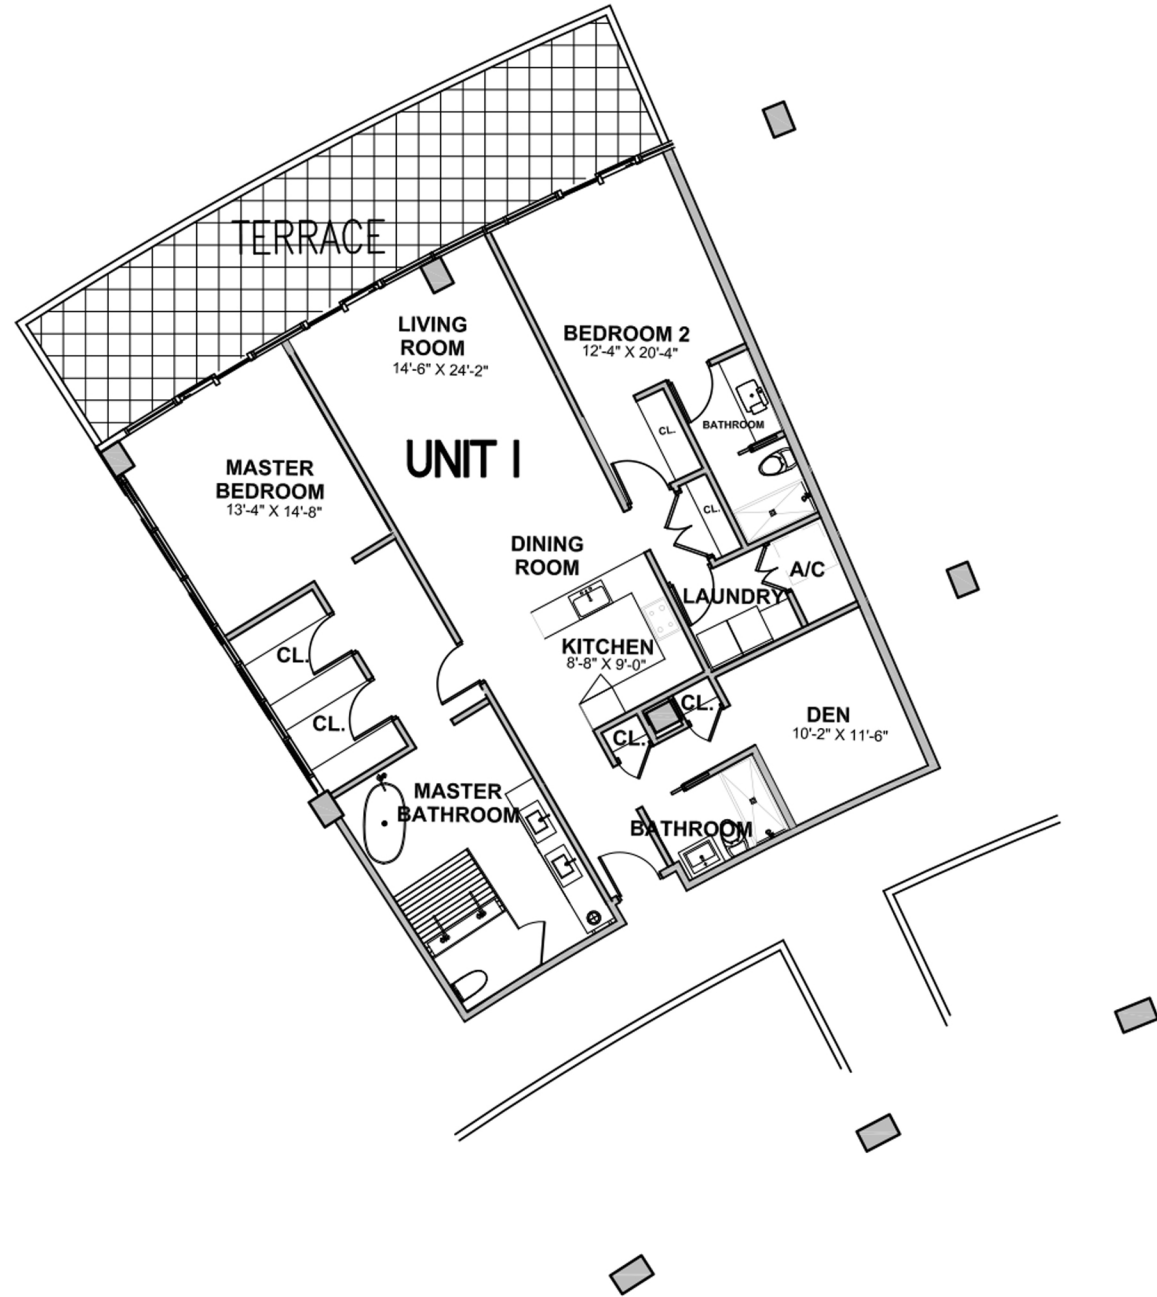 TERRACE
LIVING
ROOM
14'-6" X 24'-2"
BEDROOM 2
12'-4" X 20'-4"
CL.
BATHROOM
UNIT I
MASTER
BEDROOM
13'-4" X 14'-8"
CL.
DINING
ROOM
A/C
LAUNDRY
KITCHEN
8'-8" X 9'-0"
CL.
CL.
CL.
CL.
DEN
10'-2" X 11'-6"
MASTER
BATHROOM
BATHROOM